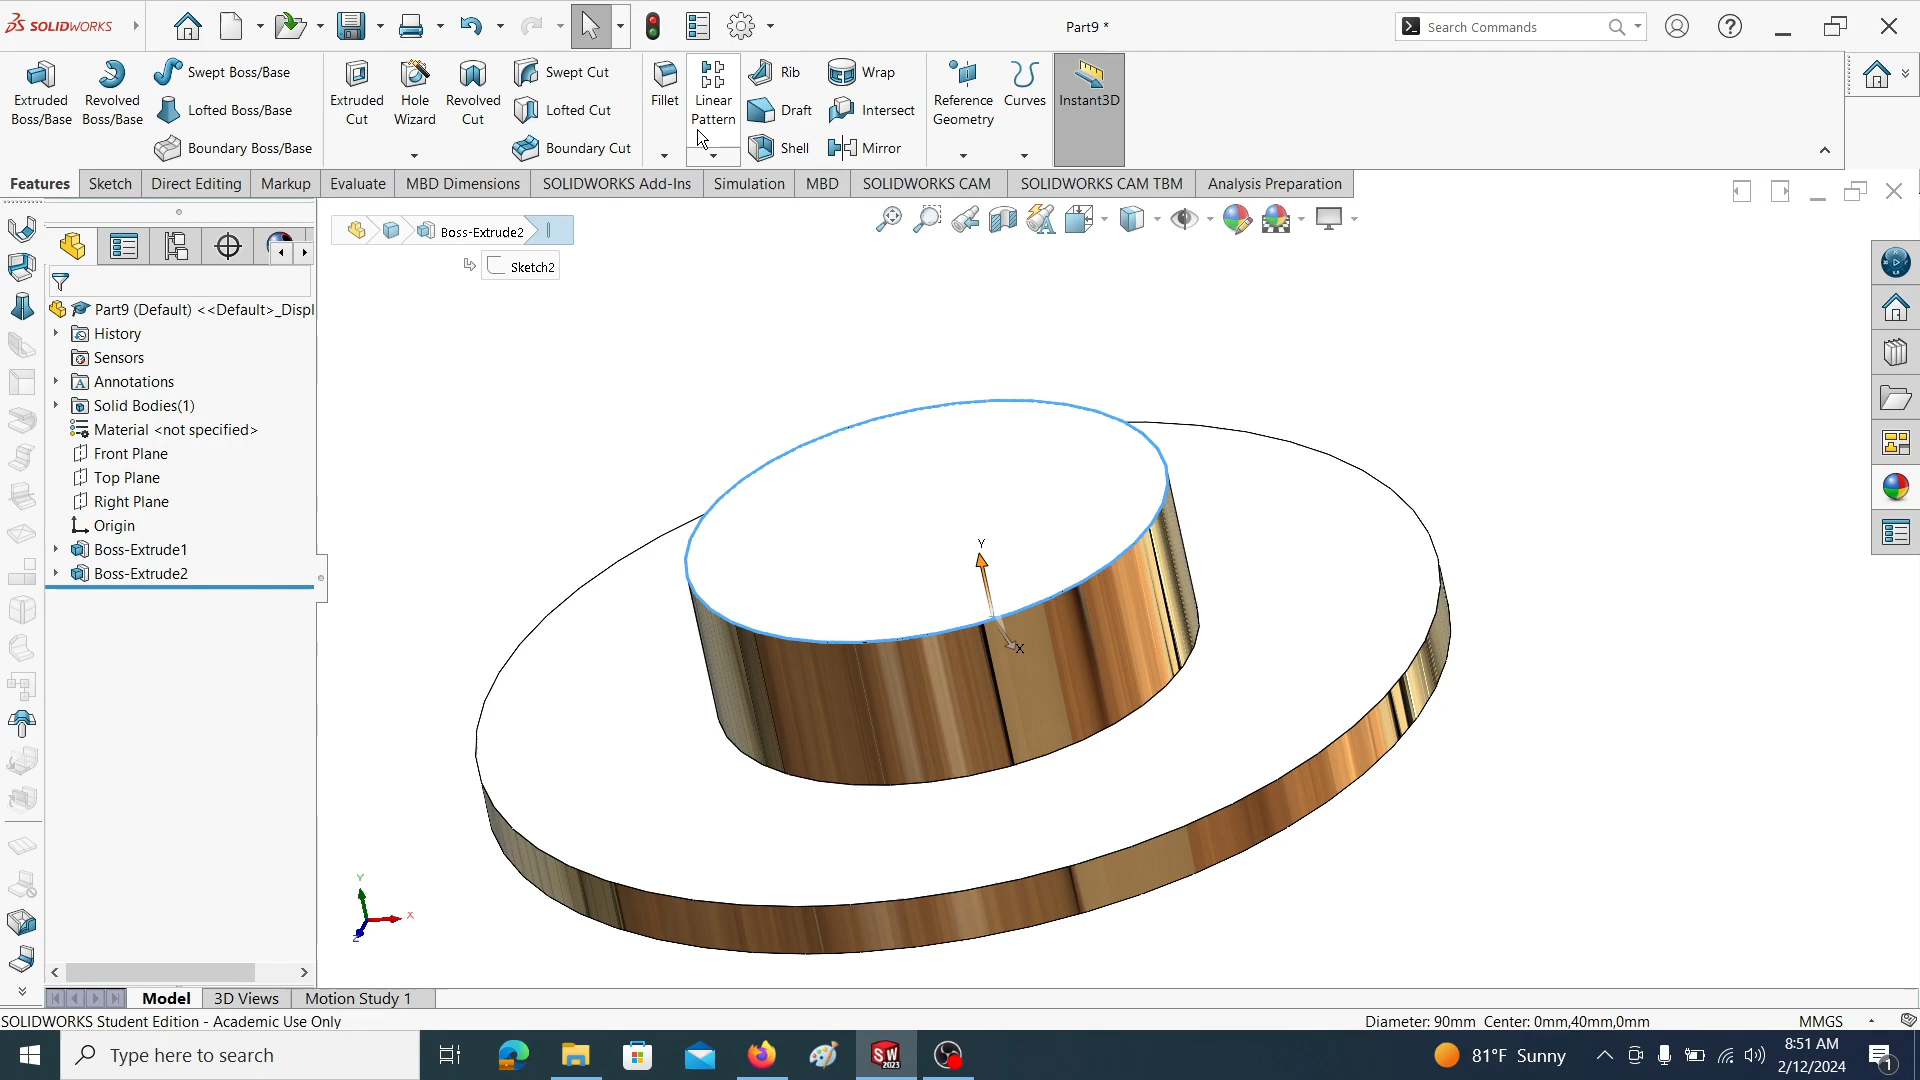 SOLIDWORKS
Part9 *
Search Commands
Extruded Boss/Base
Revolved Boss/Base
Swept Boss/Base
Lofted Boss/Base
Boundary Boss/Base
Extruded Cut
Hole Wizard
Revolved Cut
Swept Cut
Lofted Cut
Boundary Cut
Fillet
Linear Pattern
Rib
Draft
Shell
Wrap
Intersect
Mirror
Reference Geometry
Curves
Instant3D
Features
Sketch
Direct Editing
Markup
Evaluate
MBD Dimensions
SOLIDWORKS Add-Ins
Simulation
MBD
SOLIDWORKS CAM
SOLIDWORKS CAM TBM
Analysis Preparation
Boss-Extrude2
Sketch2
Part9 (Default) <<Default>_Displ
History
Sensors
Annotations
Solid Bodies(1)
Material <not specified>
Front Plane
Top Plane
Right Plane
Origin
Boss-Extrude1
Boss-Extrude2
Y
X
Y
X
Z
Model
3D Views
Motion Study 1
SOLIDWORKS Student Edition - Academic Use Only
Diameter: 90mm Center: 0mm,40mm,0mm
MMGS
Type here to search
SW
2023
81°F Sunny
8:51 AM
2/12/2024
1